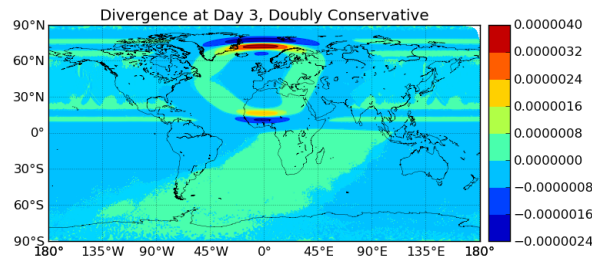 Divergence at Day 3, Doubly Conservative
90°N
60°N
30°N
0°
30°S
60°S
90°S
180° 135°W 90°W 45°W 0° 45°E 90°E 135°E 180°
0.0000040
0.0000032
0.0000024
0.0000016
0.0000008
0.0000000
−0.0000008
−0.0000016
−0.0000024